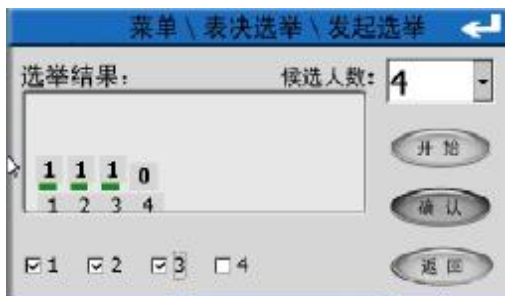 菜单 \ 表决选举 \ 发起选举
选举结果：
候选人数：
4
开始
1 1 1 0
1 2 3 4
确认
1 2 3 4
返回